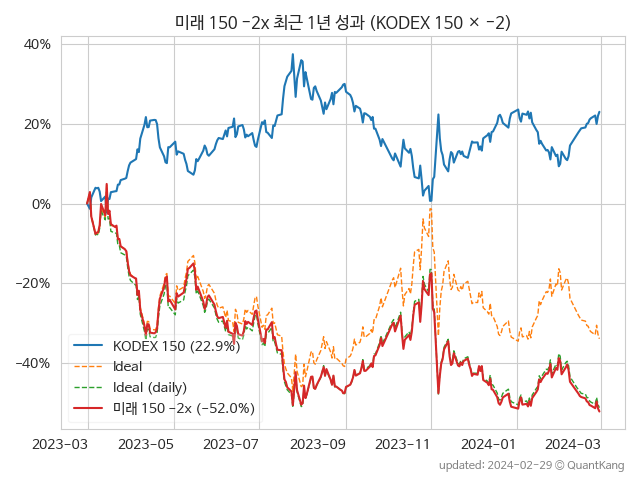 미래 150 −2x 최근 1년 성과 (KODEX 150 × −2)
40%
20%
0%
−20%
−40%
KODEX 150 (22.9%)
Ideal
Ideal (daily)
미래 150 −2x (−52.0%)
2023-03 2023-05 2023-07 2023-09 2023-11 2024-01 2024-03
updated: 2024-02-29 © QuantKang